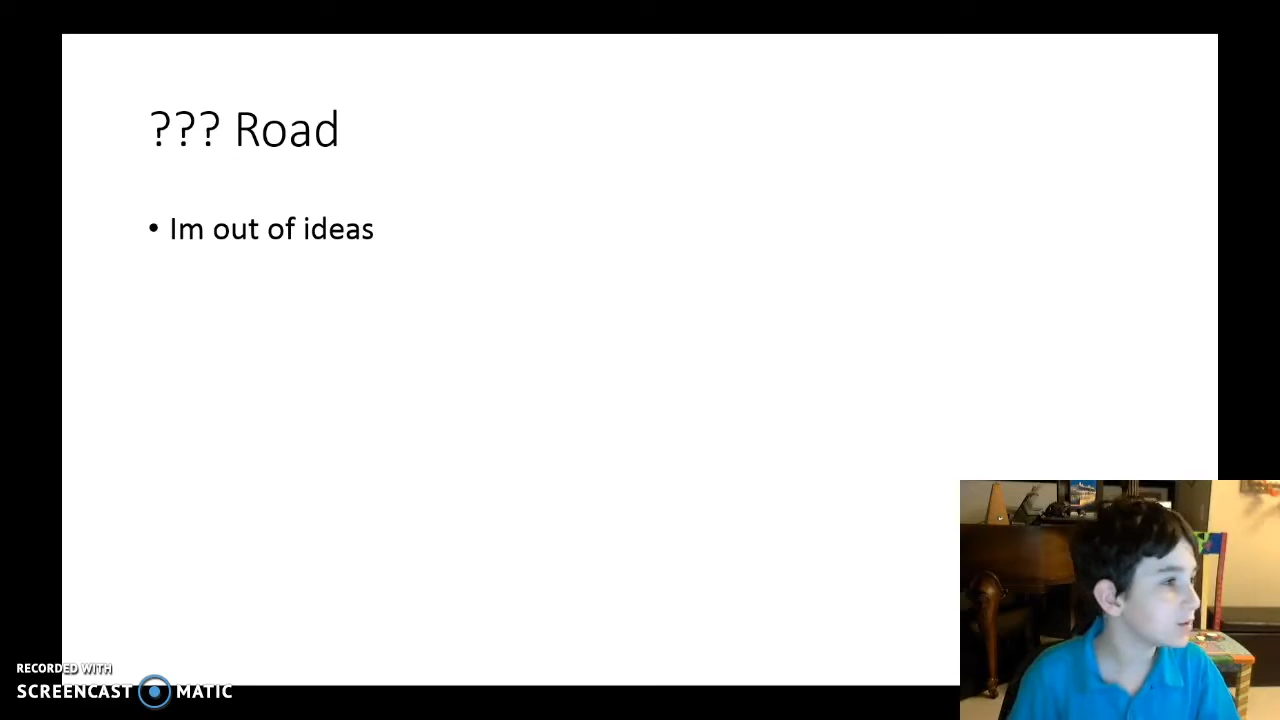 ??? Road
• Im out of ideas
RECORDED WITH
SCREENCAST MATIC